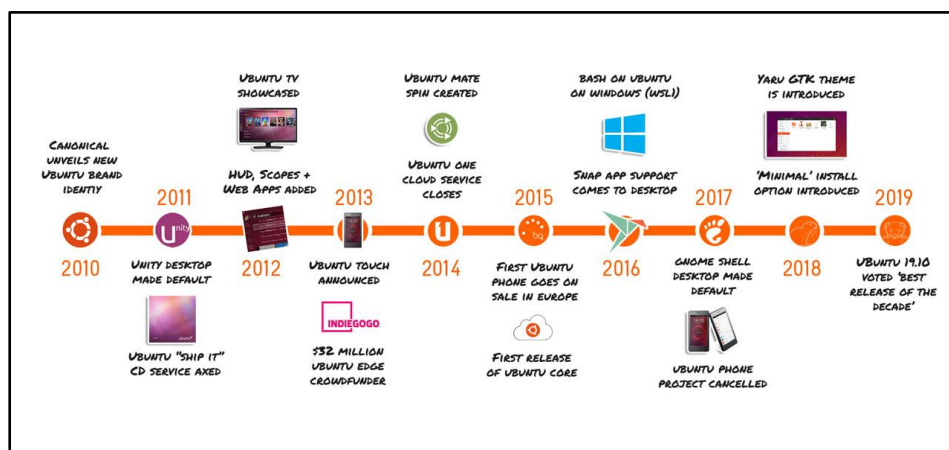 CANONICAL
UNVEILS NEW
UBUNTU BRAND
IDENTIY
2010
2011
UNITY DESKTOP
MADE DEFAULT
UBUNTU "SHIP IT"
CD SERVICE AXED
UBUNTU TV
SHOWCASED
HUD, SCOPES +
WEB APPS ADDED
2012
2013
UBUNTU TOUCH
ANNOUNCED
INDIEGOGO
$32 MILLION
UBUNTU EDGE
CROWDFUNDER
UBUNTU MATE
SPIN CREATED
UBUNTU ONE
CLOUD SERVICE
CLOSES
2014
2015
bq
FIRST UBUNTU
PHONE GOES ON
SALE IN EUROPE
FIRST RELEASE
OF UBUNTU CORE
BASH ON UBUNTU
ON WINDOWS (WSL1)
SNAP APP SUPPORT
COMES TO DESKTOP
2016
2017
GNOME SHELL
DESKTOP MADE
DEFAULT
UBUNTU PHONE
PROJECT CANCELLED
YARU GTK THEME
IS INTRODUCED
'MINIMAL' INSTALL
OPTION INTRODUCED
2018
2019
UBUNTU 19.10
VOTED 'BEST
RELEASE OF THE
DECADE'
Unity